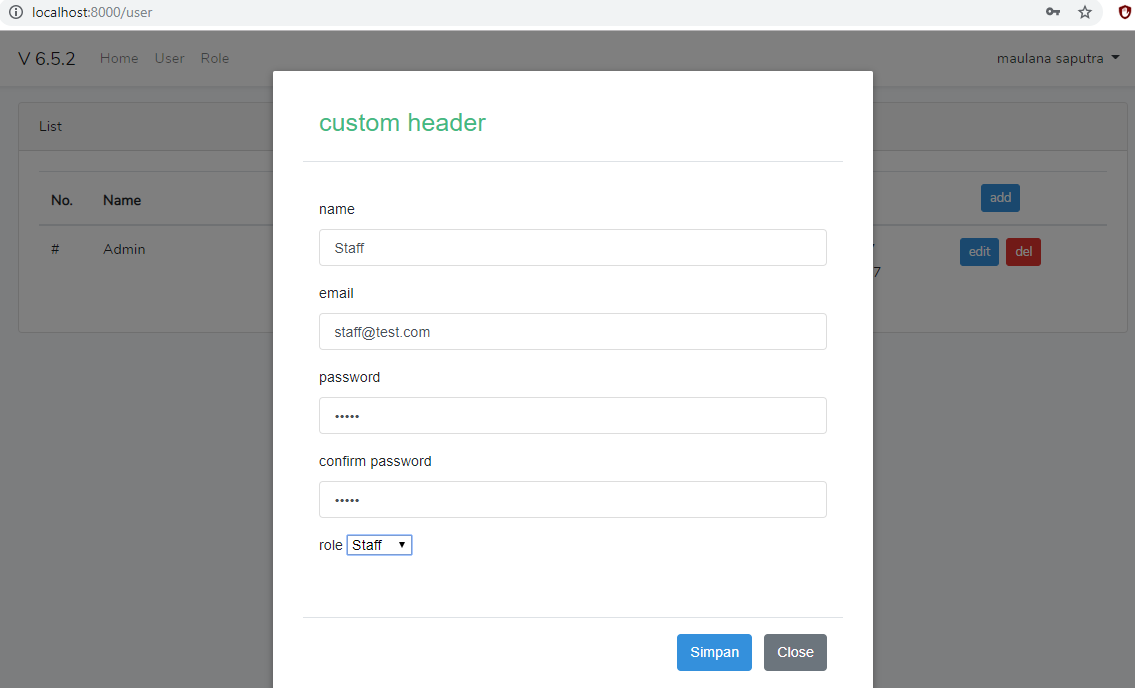 localhost:8000/user
V 6.5.2 Home User Role maulana saputra
custom header
List
No. Name add
# Admin edit del
7
name
Staff
email
staff@test.com
password
•••••
confirm password
•••••
role Staff
Simpan Close